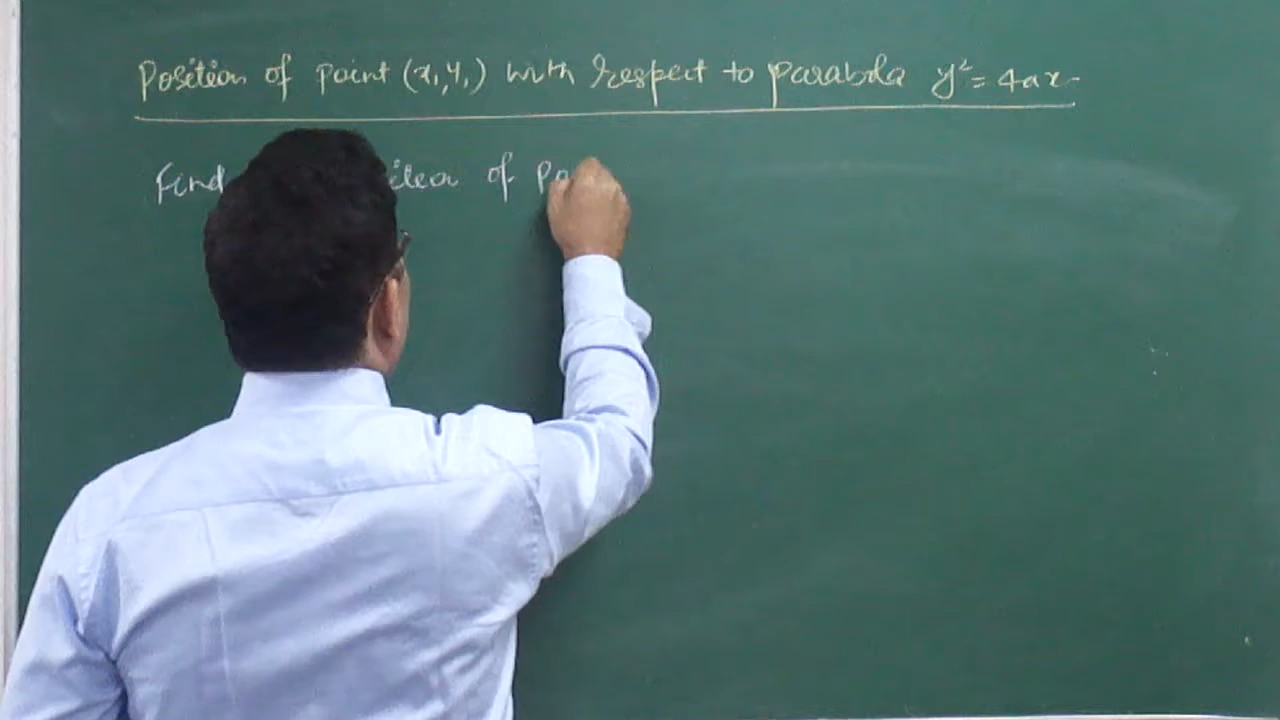 Position of point (x₁, y₁) with respect to parabola y² = 4ax
Find of